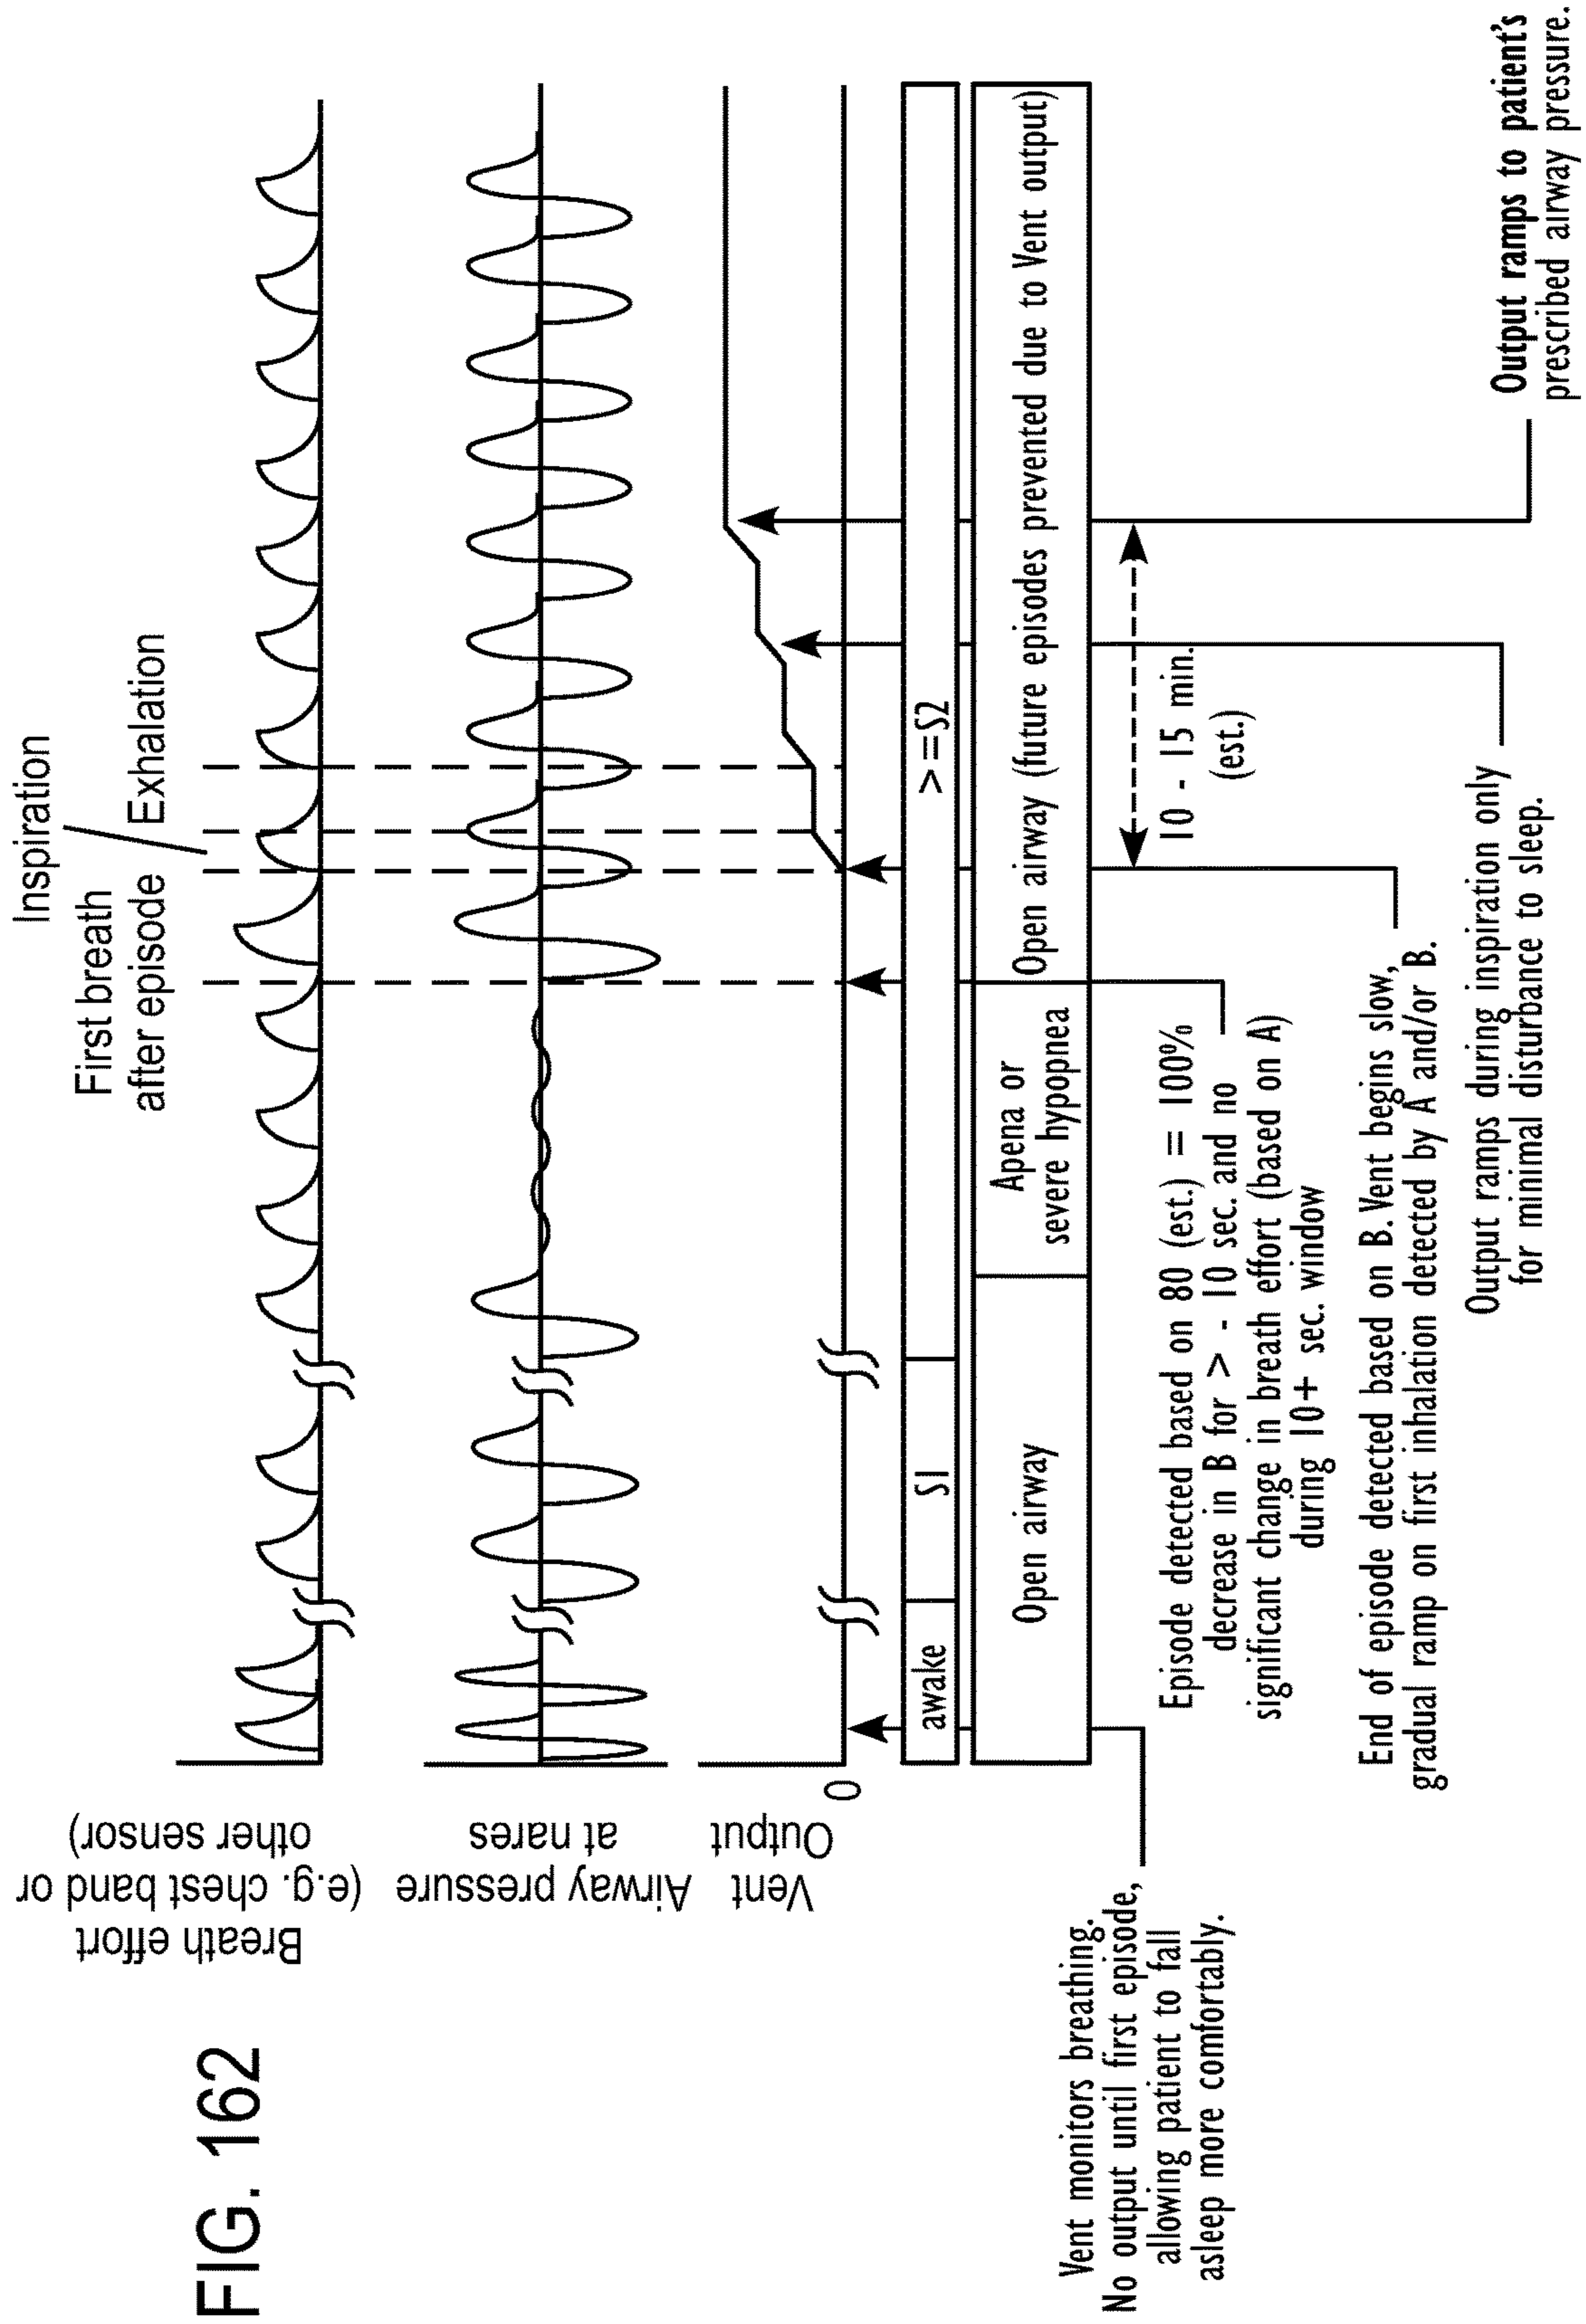 FIG. 162
Inspiration
First breath
after episode
Exhalation
Breath effort
(e.g. chest band or
other sensor)
Airway pressure
at nares
Vent
Output
0
awake
S1
>=S2
Open airway
Apena or
severe hypopnea
Open airway (future episodes prevented due to Vent output)
10 - 15 min.
(est.)
Vent monitors breathing.
No output until first episode,
allowing patient to fall
asleep more comfortably.
Episode detected based on 80 (est.) = 100%
decrease in B for > - 10 sec. and no
significant change in breath effort (based on A)
during 10+ sec. window
End of episode detected based on B. Vent begins slow,
gradual ramp on first inhalation detected by A and/or B.
Output ramps during inspiration only
for minimal disturbance to sleep.
Output ramps to patient's
prescribed airway pressure.